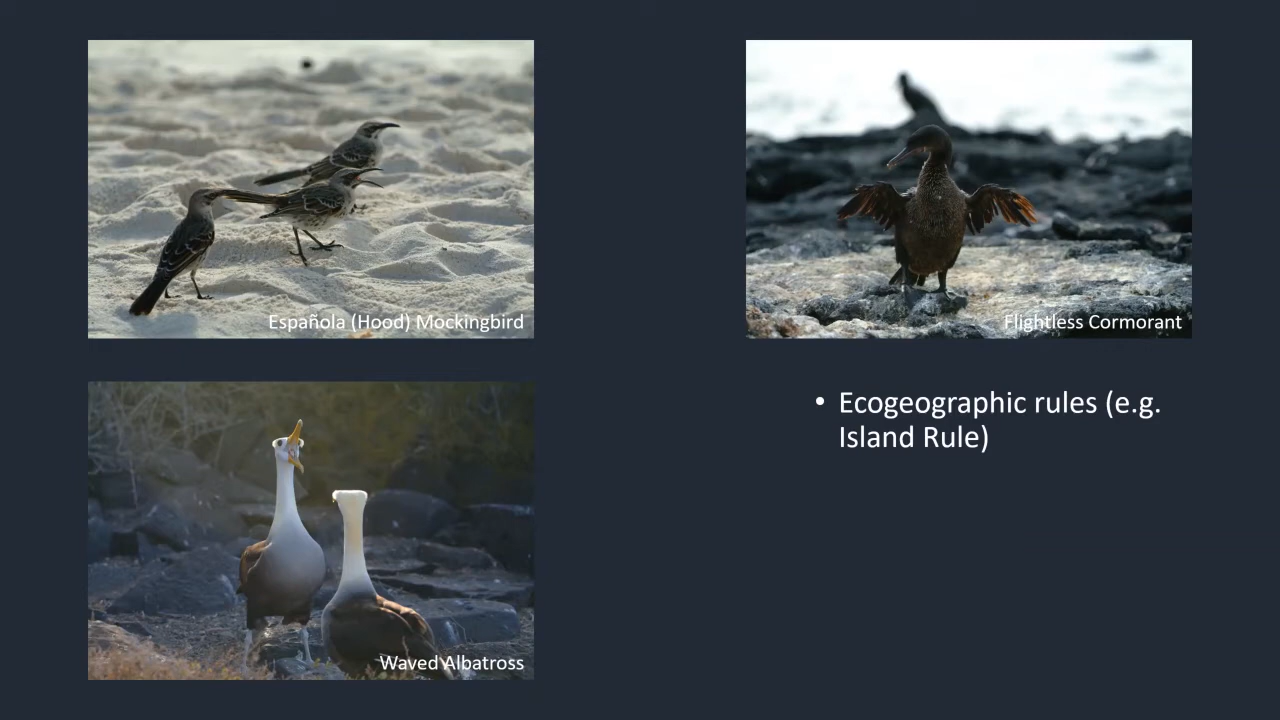 Española (Hood) Mockingbird
Flightless Cormorant
Waved Albatross
• Ecogeographic rules (e.g.
Island Rule)